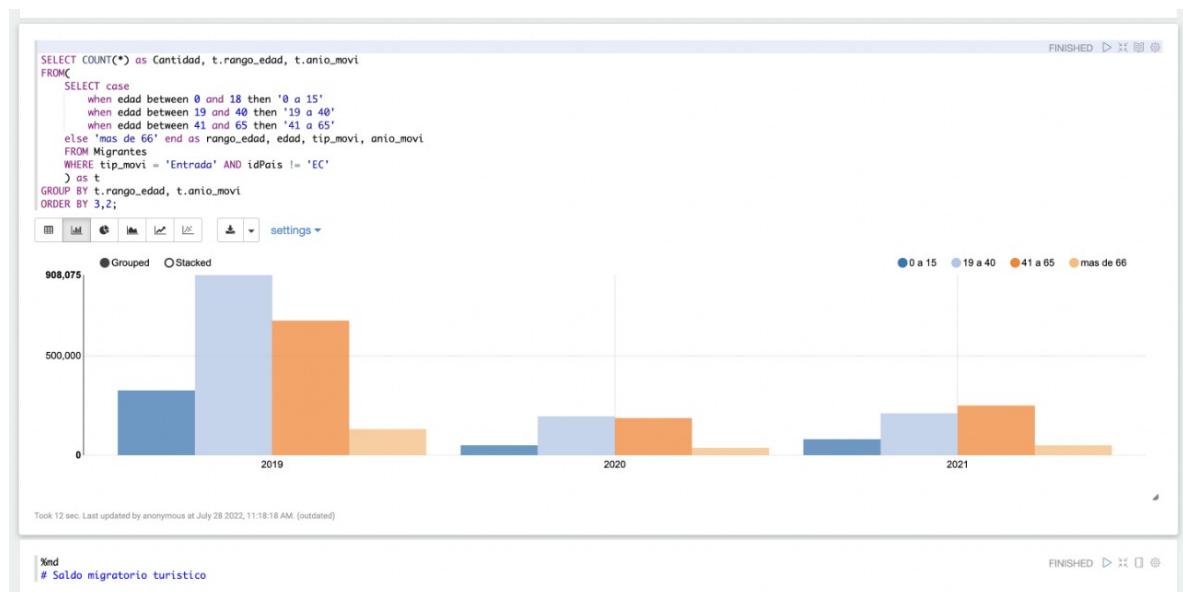 FINISHED
SELECT COUNT(*) as Cantidad, t.rango_edad, t.anio_movi
FROM(
SELECT case
when edad between 0 and 18 then '0 a 15'
when edad between 19 and 40 then '19 a 40'
when edad between 41 and 65 then '41 a 65'
else 'mas de 66' end as rango_edad, edad, tip_movi, anio_movi
FROM Migrantes
WHERE tip_movi = 'Entrada' AND idPais != 'EC'
) as t
GROUP BY t.rango_edad, t.anio_movi
ORDER BY 3,2;
settings
Grouped Stacked
0 a 15 19 a 40 41 a 65 mas de 66
908,075
500,000
0
2019 2020 2021
Took 12 sec. Last updated by anonymous at July 28 2022, 11:18:18 AM. (outdated)
%md FINISHED
# Saldo migratorio turistico